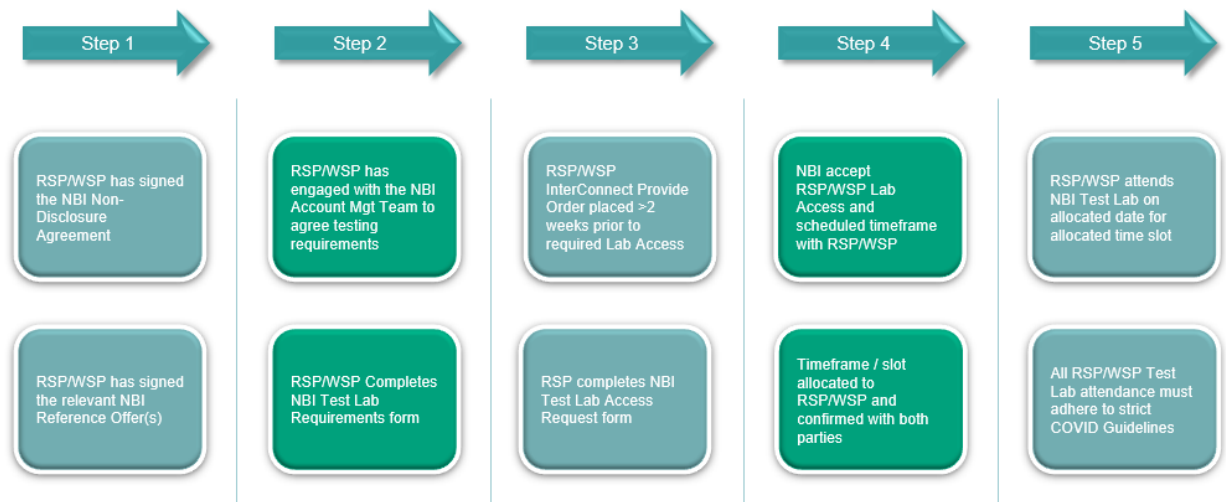 Step 1
Step 2
Step 3
Step 4
Step 5
RSP/WSP has signed
the NBI Non-
Disclosure
Agreement
RSP/WSP has
engaged with the NBI
Account Mgt Team to
agree testing
requirements
RSP/WSP
InterConnect Provide
Order placed >2
weeks prior to
required Lab Access
NBI accept
RSP/WSP Lab
Access and
scheduled timeframe
with RSP/WSP
RSP/WSP attends
NBI Test Lab on
allocated date for
allocated time slot
RSP/WSP has signed
the relevant NBI
Reference Offer(s)
RSP/WSP Completes
NBI Test Lab
Requirements form
RSP completes NBI
Test Lab Access
Request form
Timeframe / slot
allocated to
RSP/WSP and
confirmed with both
parties
All RSP/WSP Test
Lab attendance must
adhere to strict
COVID Guidelines